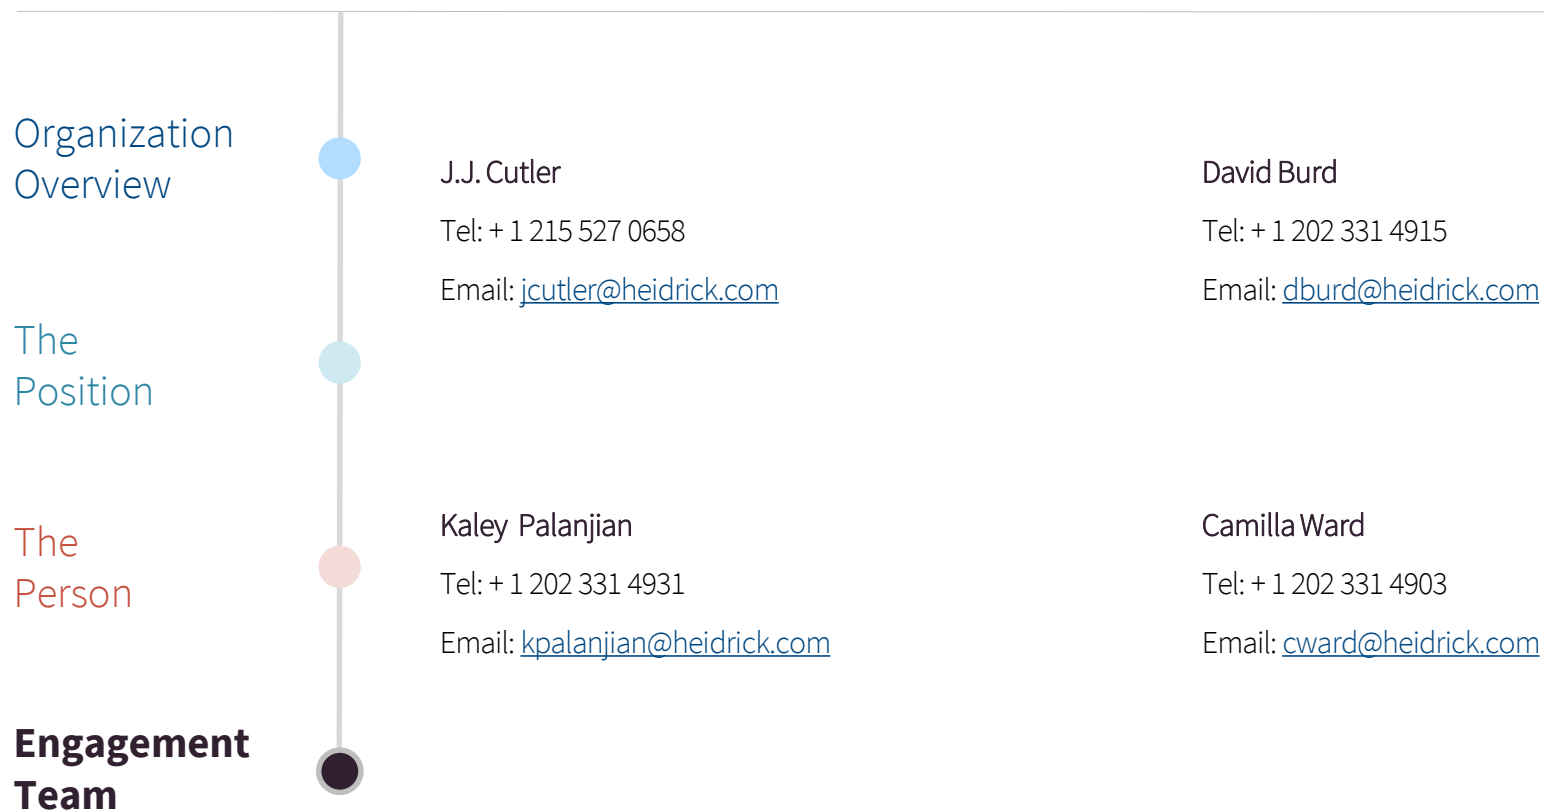 Organization
Overview
The
Position
The
Person
Engagement
Team
J.J. Cutler
Tel: + 1 215 527 0658
Email: jcutler@heidrick.com
David Burd
Tel: + 1 202 331 4915
Email: dburd@heidrick.com
Kaley Palanjian
Tel: + 1 202 331 4931
Email: kpalanjian@heidrick.com
Camilla Ward
Tel: + 1 202 331 4903
Email: cward@heidrick.com